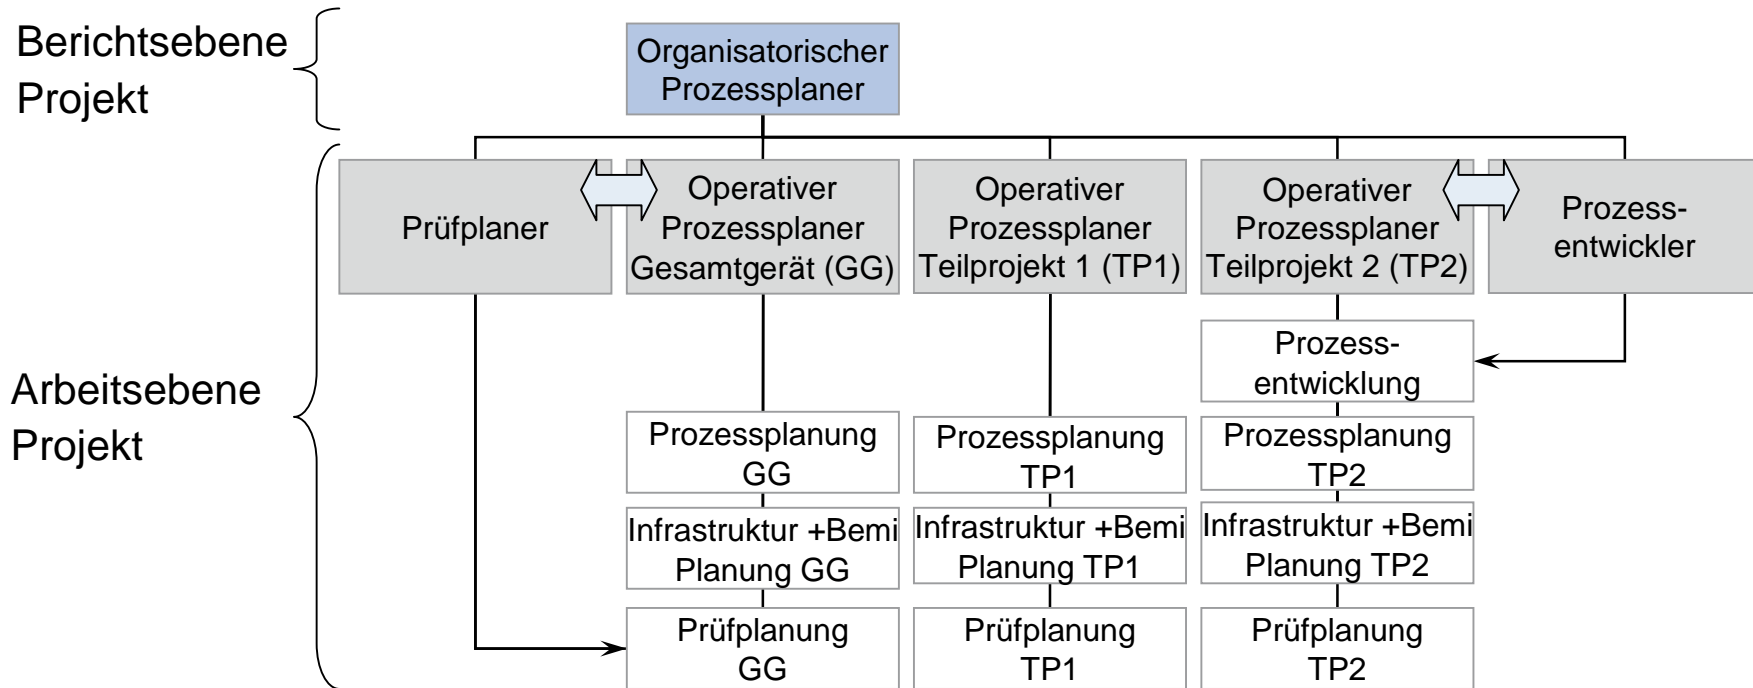 Berichtsebene
Projekt
Organisatorischer
Prozessplaner
Arbeitsebene
Projekt
Prüfplaner
Operativer
Prozessplaner
Gesamtgerät (GG)
Operativer
Prozessplaner
Teilprojekt 1 (TP1)
Operativer
Prozessplaner
Teilprojekt 2 (TP2)
Prozess-
entwickler
Prozess-
entwicklung
Prozessplanung
GG
Prozessplanung
TP1
Prozessplanung
TP2
Infrastruktur +Bemi
Planung GG
Infrastruktur +Bemi
Planung TP1
Infrastruktur +Bemi
Planung TP2
Prüfplanung
GG
Prüfplanung
TP1
Prüfplanung
TP2